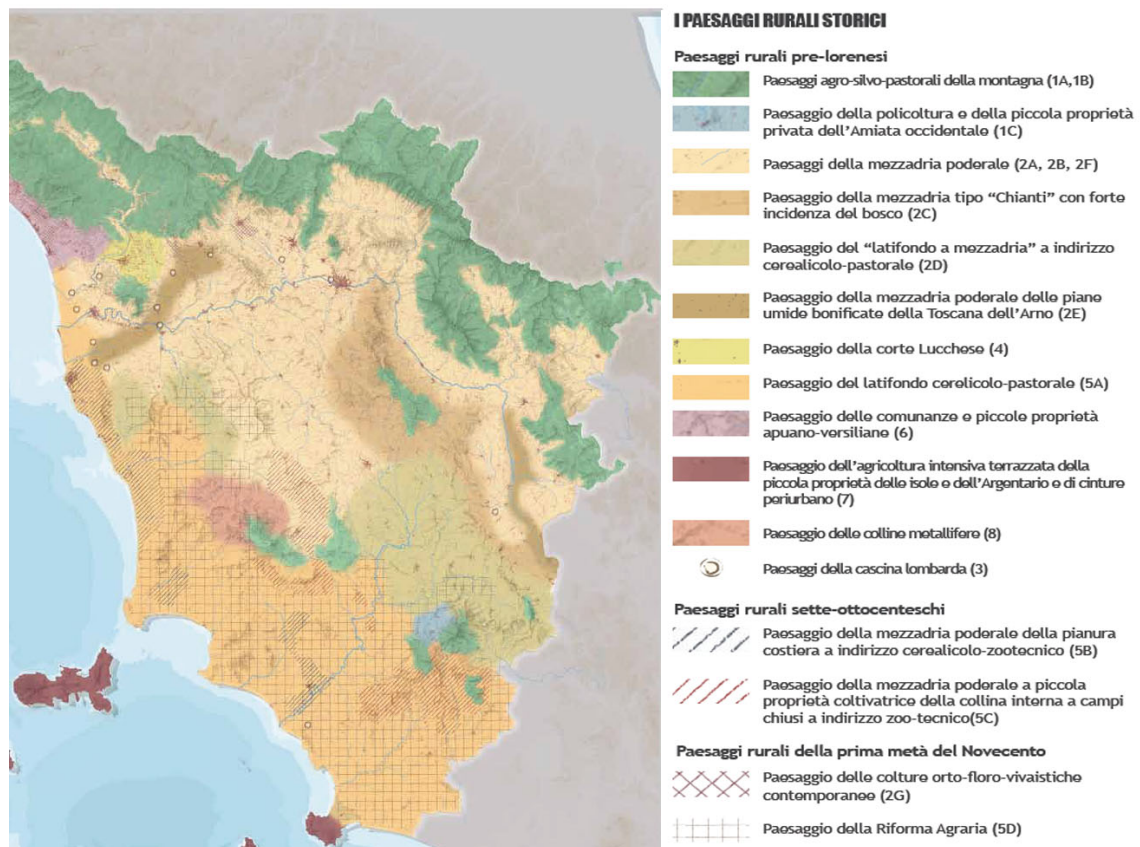 I PAESAGGI RURALI STORICI
Paesaggi rurali pre-lorenesi
Paesaggi agro-silvo-pastorali della montagna (1A,1B)
Paesaggio della policoltura e della piccola proprietà
privata dell'Amiata occidentale (1C)
Paesaggi della mezzadria poderale (2A, 2B, 2F)
Paesaggio della mezzadria tipo “Chianti” con forte
incidenza del bosco (2C)
Paesaggio del “latifondo a mezzadria” a indirizzo
cerealicolo-pastorale (2D)
Paesaggio della mezzadria poderale delle piane
umide bonificate della Toscana dell'Arno (2E)
Paesaggio della corte Lucchese (4)
Paesaggio del latifondo cerelicolo-pastorale (5A)
Paesaggio delle comunanze e piccole proprietà
apuano-versiliane (6)
Paesaggio dell'agricoltura intensiva terrazzata della
piccola proprietà delle isole e dell'Argentario e di cinture
periurbano (7)
Paesaggio delle colline metallifere (8)
Paesaggi della cascina lombarda (3)
Paesaggi rurali sette-ottocenteschi
Paesaggio della mezzadria poderale della pianura
costiera a indirizzo cerealicolo-zootecnico (5B)
Paesaggio della mezzadria poderale a piccola
proprietà coltivatrice della collina interna a campi
chiusi a indirizzo zoo-tecnico(5C)
Paesaggi rurali della prima metà del Novecento
Paesaggio delle colture orto-floro-vivaistiche
contemporanee (2G)
Paesaggio della Riforma Agraria (5D)